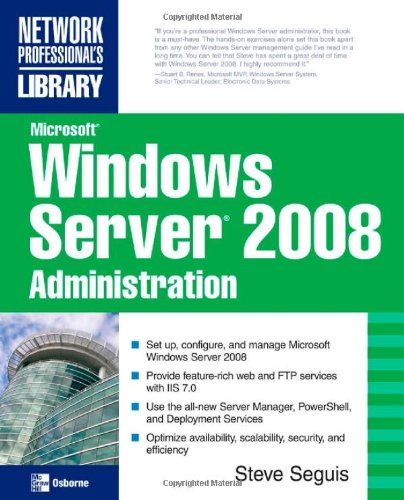 Copyrighted Material
NETWORK
PROFESSIONAL'S
LIBRARY
"If you're a professional Windows Server administrator, this
book is a must-have. The hands-on exercises alone set this book apart
from any other Windows Server management guide I've read in a
long time. You can tell that Steve has spent a great deal of
time with Windows Server 2008. I highly recommend it."
—Stuart B. Renes, Microsoft MVP, Windows Server System,
Senior Technical Leader, Electronic Data Systems
Microsoft®
Windows
Server® 2008
Administration
Set up, configure, and manage Microsoft
Windows Server 2008
Provide feature-rich web and FTP services
with IIS 7.0
Use the all-new Server Manager, PowerShell,
and Deployment Services
Optimize availability, scalability, security, and
efficiency
Mc
Graw
Hill
Osborne
Steve Seguis
Copyrighted Material